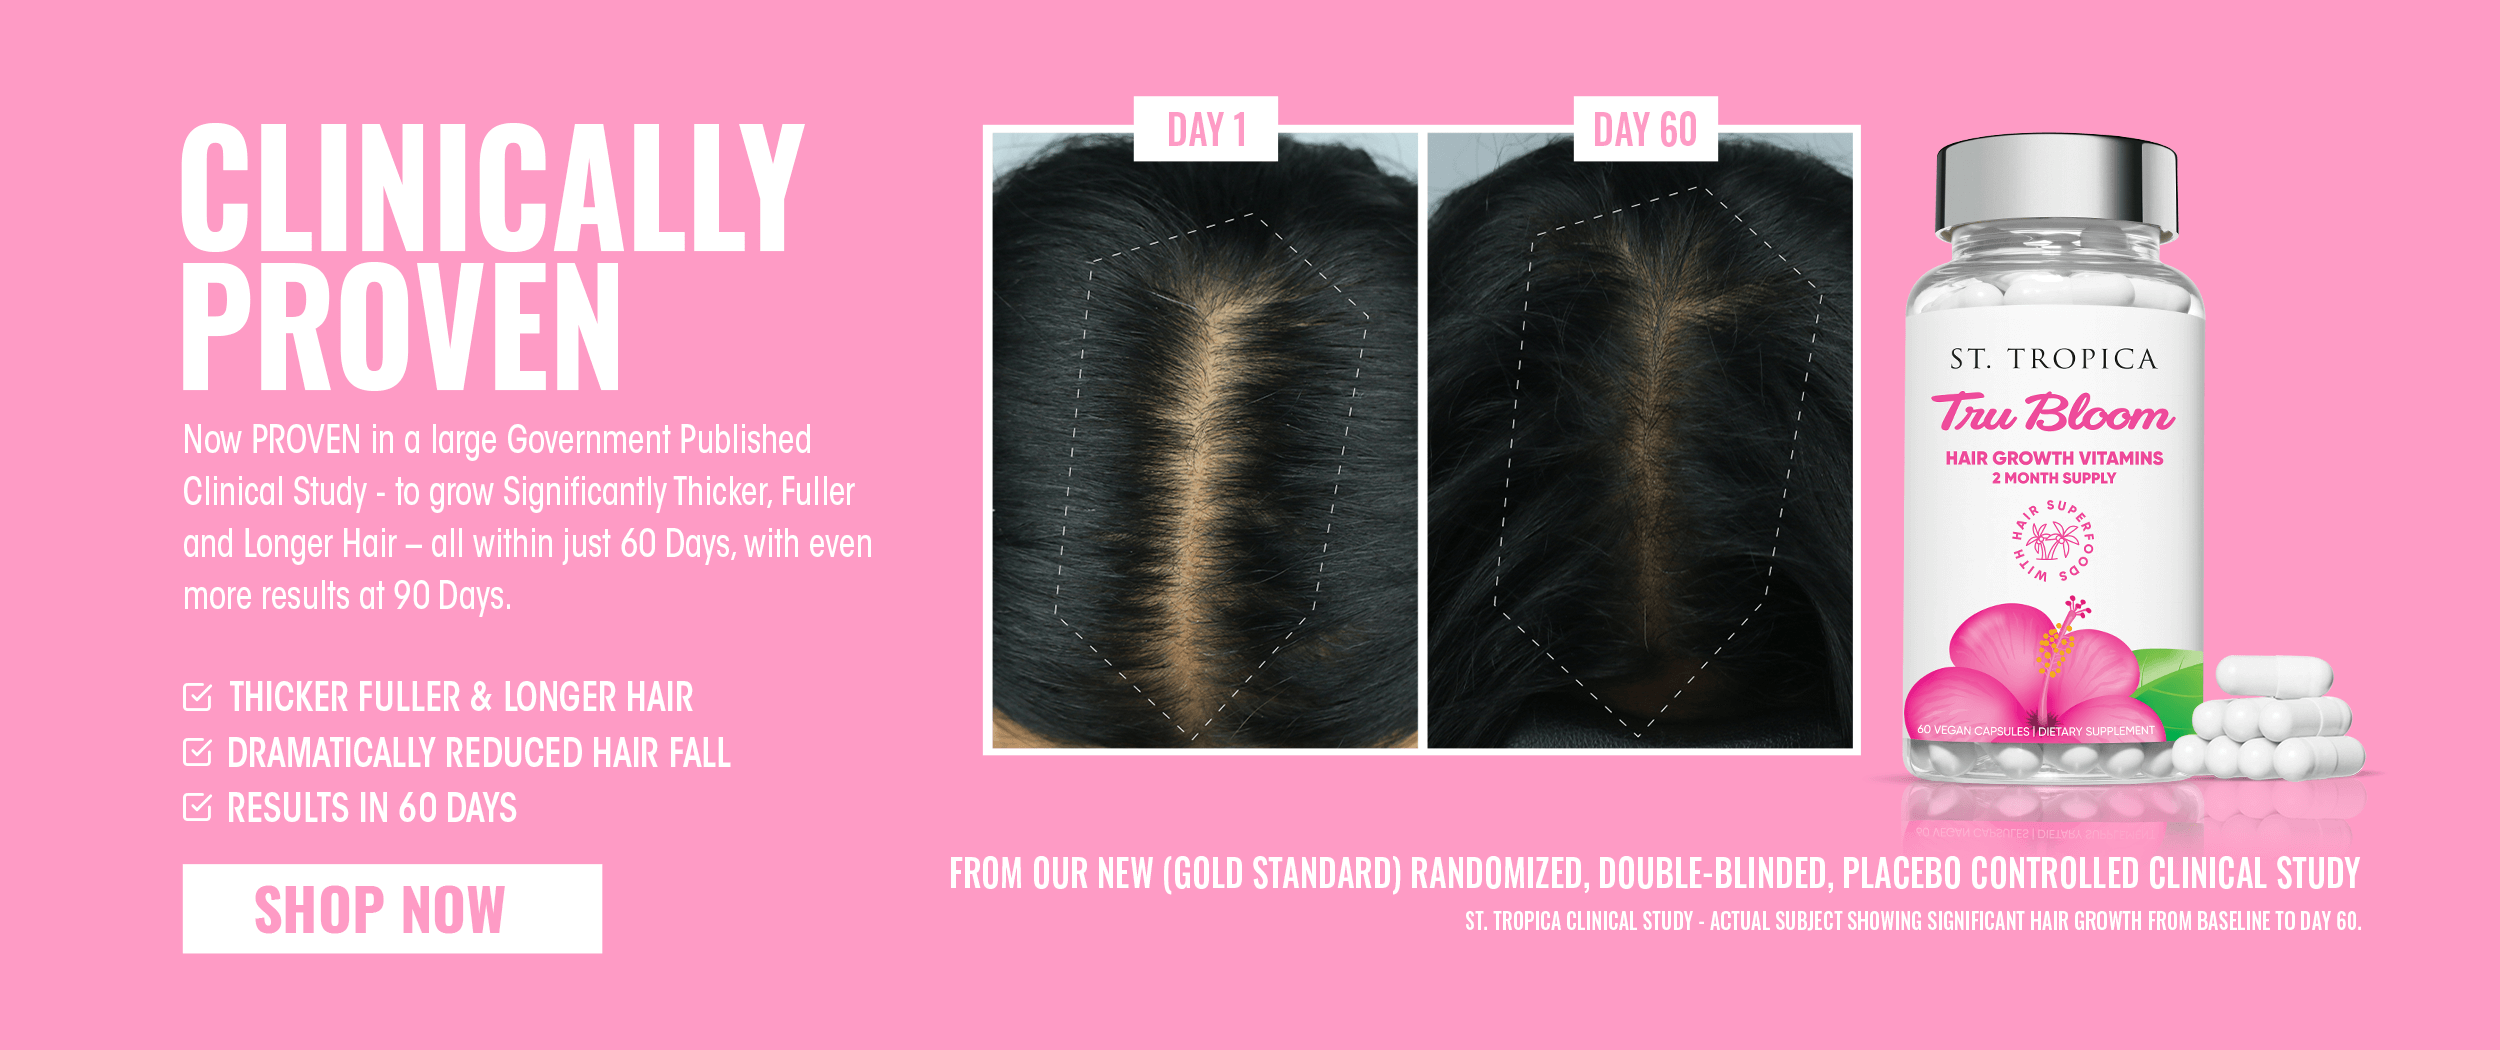 CLINICALLY
PROVEN
Now PROVEN in a large Government Published
Clinical Study - to grow Significantly Thicker, Fuller
and Longer Hair – all within just 60 Days, with even
more results at 90 Days.
THICKER FULLER & LONGER HAIR
DRAMATICALLY REDUCED HAIR FALL
RESULTS IN 60 DAYS
SHOP NOW
DAY 1
DAY 60
ST. TROPICA
Tru Bloom
HAIR GROWTH VITAMINS
2 MONTH SUPPLY
WITH HAIR SUPERFOODS
60 VEGAN CAPSULES | DIETARY SUPPLEMENT
FROM OUR NEW (GOLD STANDARD) RANDOMIZED, DOUBLE-BLINDED, PLACEBO CONTROLLED CLINICAL STUDY
ST. TROPICA CLINICAL STUDY - ACTUAL SUBJECT SHOWING SIGNIFICANT HAIR GROWTH FROM BASELINE TO DAY 60.